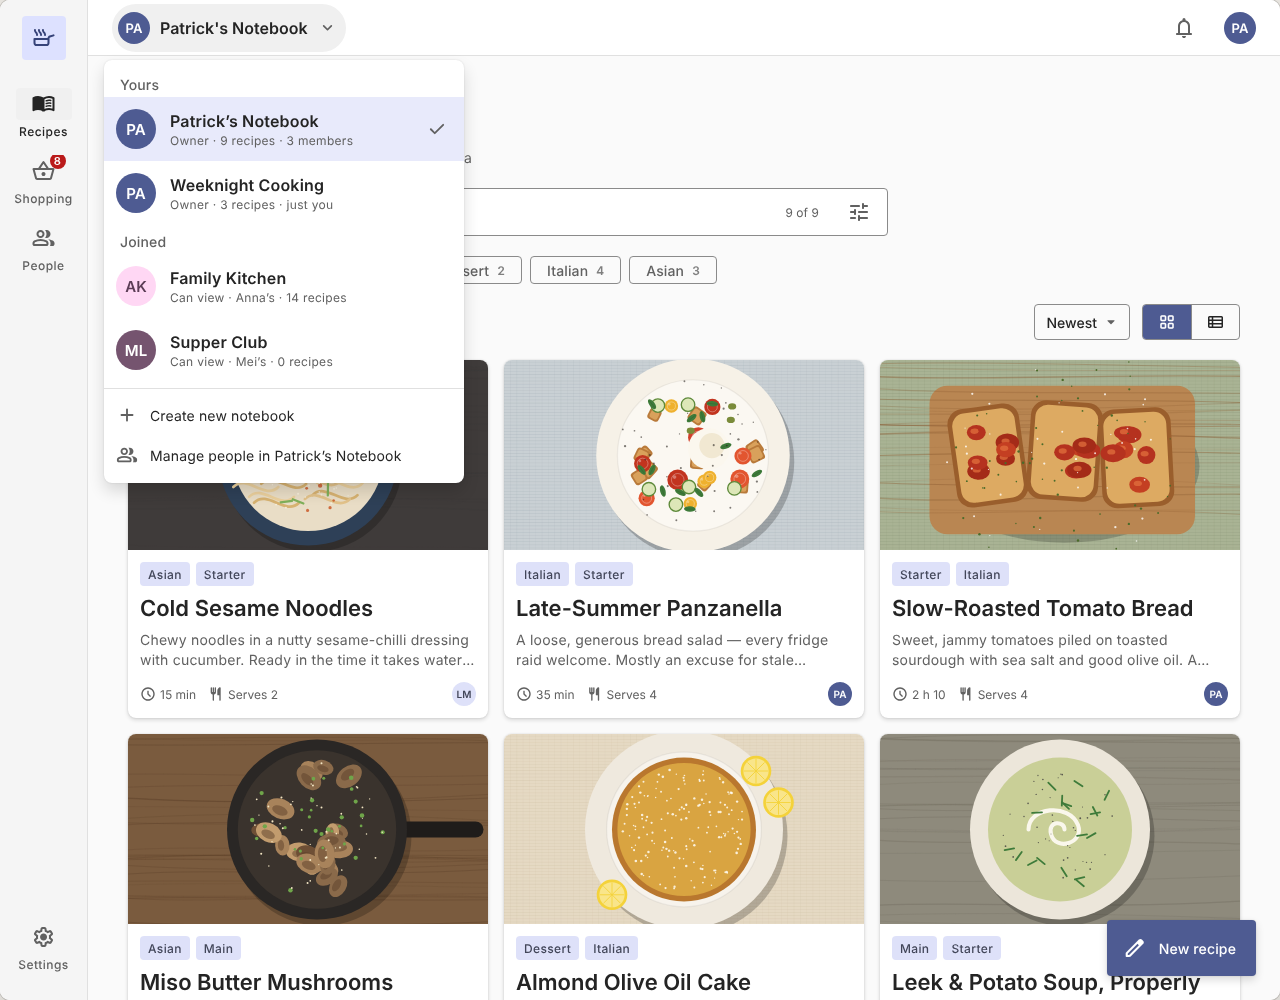 PA Patrick's Notebook
PA
Recipes
8
Shopping
People
Settings
Yours
PA
Patrick’s Notebook
Owner · 9 recipes · 3 members
PA
Weeknight Cooking
Owner · 3 recipes · just you
Joined
AK
Family Kitchen
Can view · Anna’s · 14 recipes
ML
Supper Club
Can view · Mei’s · 0 recipes
Create new notebook
Manage people in Patrick’s Notebook
a
9 of 9
sert 2
Italian 4
Asian 3
Newest
Asian Starter
Cold Sesame Noodles
Chewy noodles in a nutty sesame-chilli dressing
with cucumber. Ready in the time it takes water...
15 min Serves 2 LM
Italian Starter
Late-Summer Panzanella
A loose, generous bread salad — every fridge
raid welcome. Mostly an excuse for stale...
35 min Serves 4 PA
Starter Italian
Slow-Roasted Tomato Bread
Sweet, jammy tomatoes piled on toasted
sourdough with sea salt and good olive oil. A...
2 h 10 Serves 4 PA
Asian Main
Miso Butter Mushrooms
Dessert Italian
Almond Olive Oil Cake
Main Starter
Leek & Potato Soup, Properly
New recipe